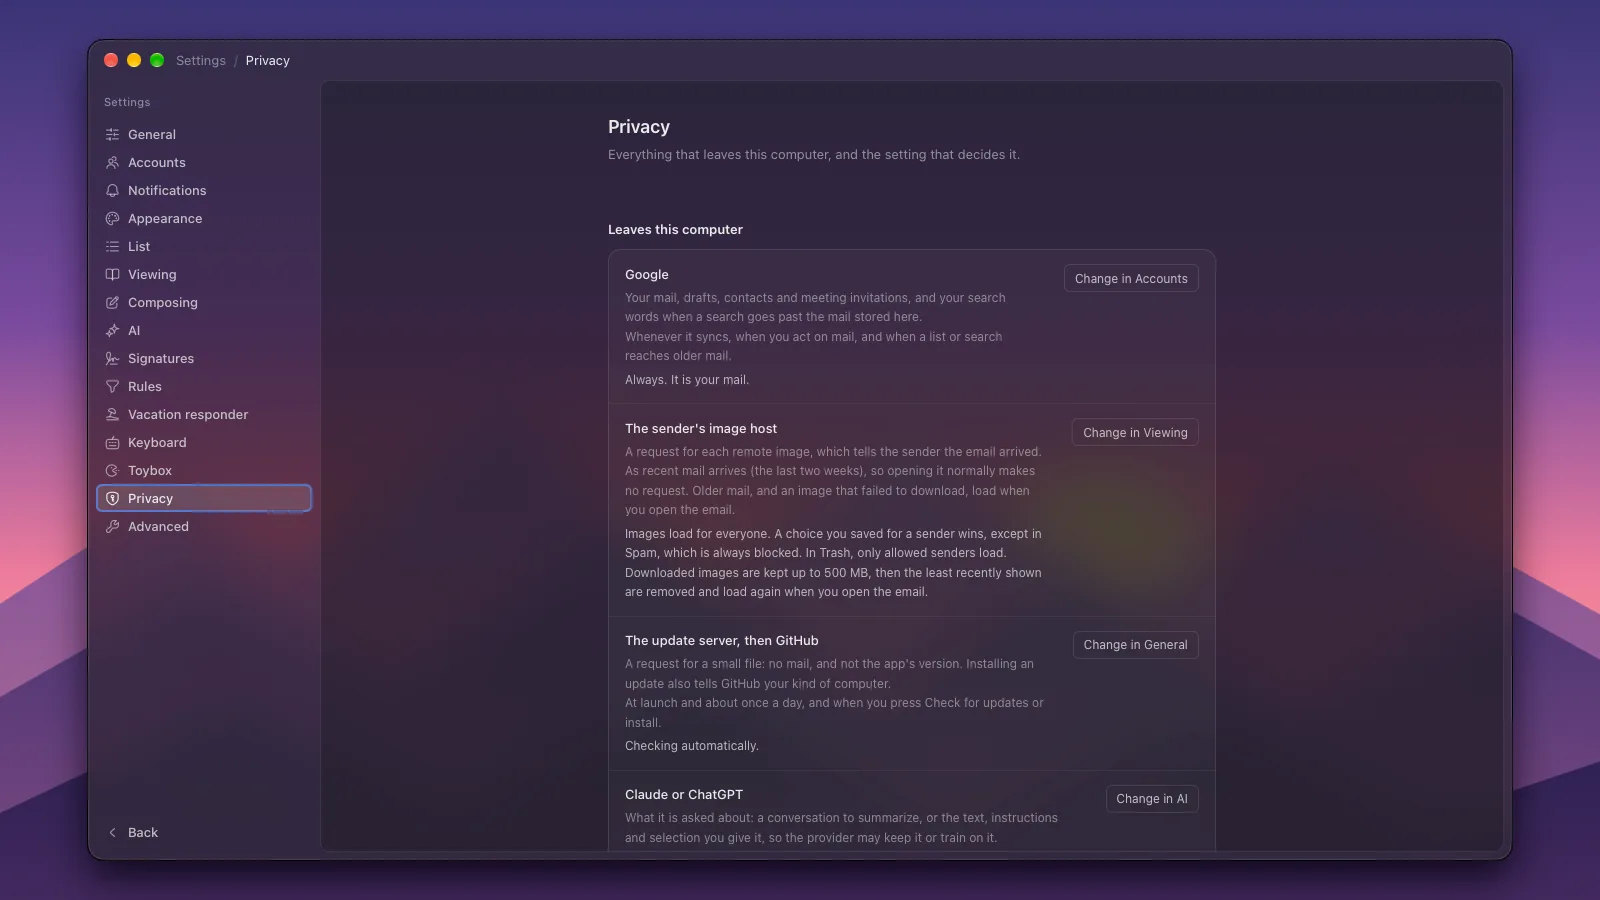 Settings / Privacy
Settings
General
Accounts
Notifications
Appearance
List
Viewing
Composing
AI
Signatures
Rules
Vacation responder
Keyboard
Toybox
Privacy
Advanced
Back
Privacy
Everything that leaves this computer, and the setting that decides it.
Leaves this computer
Google
Change in Accounts
Your mail, drafts, contacts and meeting invitations, and your search
words when a search goes past the mail stored here.
Whenever it syncs, when you act on mail, and when a list or search
reaches older mail.
Always. It is your mail.
The sender's image host
Change in Viewing
A request for each remote image, which tells the sender the email arrived.
As recent mail arrives (the last two weeks), so opening it normally makes
no request. Older mail, and an image that failed to download, load when
you open the email.
Images load for everyone. A choice you saved for a sender wins, except in
Spam, which is always blocked. In Trash, only allowed senders load.
Downloaded images are kept up to 500 MB, then the least recently shown
are removed and load again when you open the email.
The update server, then GitHub
Change in General
A request for a small file: no mail, and not the app's version. Installing an
update also tells GitHub your kind of computer.
At launch and about once a day, and when you press Check for updates or
install.
Checking automatically.
Claude or ChatGPT
Change in AI
What it is asked about: a conversation to summarize, or the text, instructions
and selection you give it, so the provider may keep it or train on it.